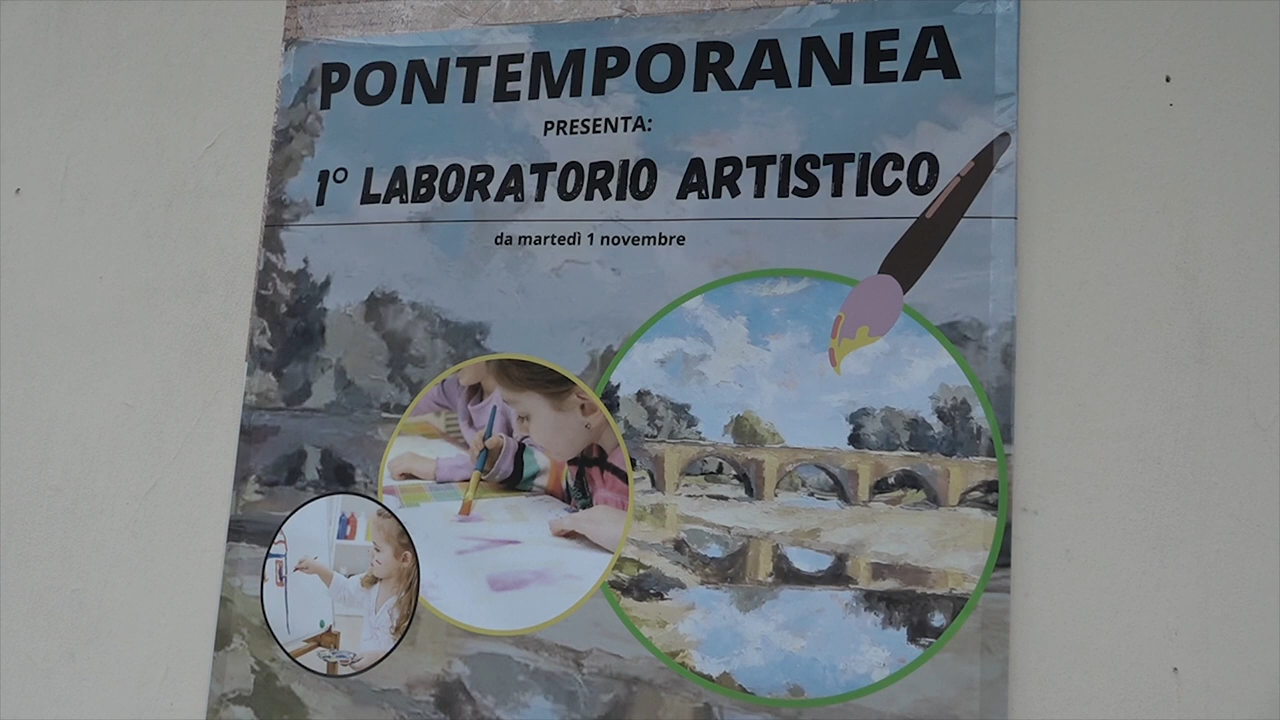 PONTEMPORANEA
PRESENTA:
1° LABORATORIO ARTISTICO
da martedì 1 novembre